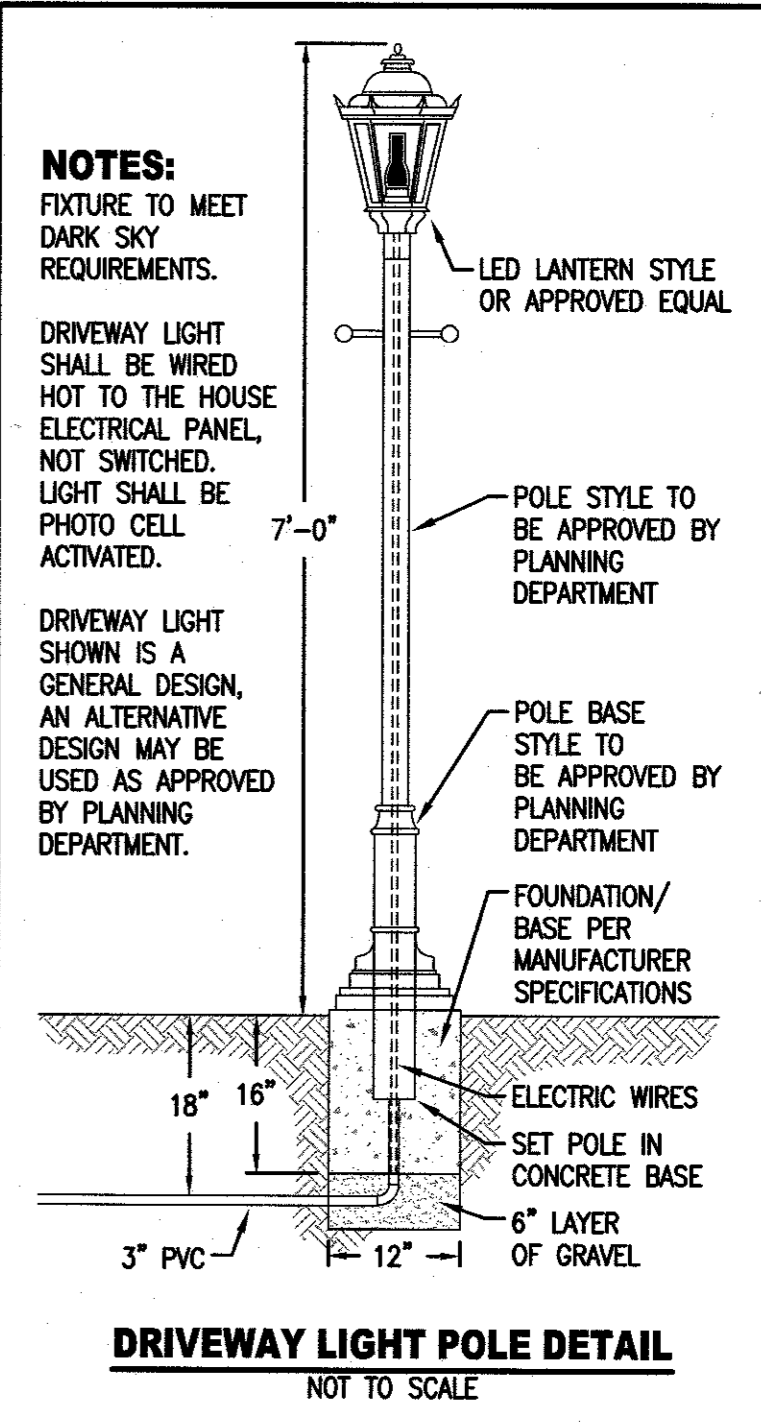 NOTES:
FIXTURE TO MEET
DARK SKY
REQUIREMENTS.
DRIVEWAY LIGHT
SHALL BE WIRED
HOT TO THE HOUSE
ELECTRICAL PANEL,
NOT SWITCHED.
LIGHT SHALL BE
PHOTO CELL
ACTIVATED.
DRIVEWAY LIGHT
SHOWN IS A
GENERAL DESIGN,
AN ALTERNATIVE
DESIGN MAY BE
USED AS APPROVED
BY PLANNING
DEPARTMENT.
7'-0"
LED LANTERN STYLE
OR APPROVED EQUAL
POLE STYLE TO
BE APPROVED BY
PLANNING
DEPARTMENT
POLE BASE
STYLE TO
BE APPROVED BY
PLANNING
DEPARTMENT
FOUNDATION/
BASE PER
MANUFACTURER
SPECIFICATIONS
18"
16"
ELECTRIC WIRES
SET POLE IN
CONCRETE BASE
6" LAYER
OF GRAVEL
3" PVC
12"
DRIVEWAY LIGHT POLE DETAIL
NOT TO SCALE